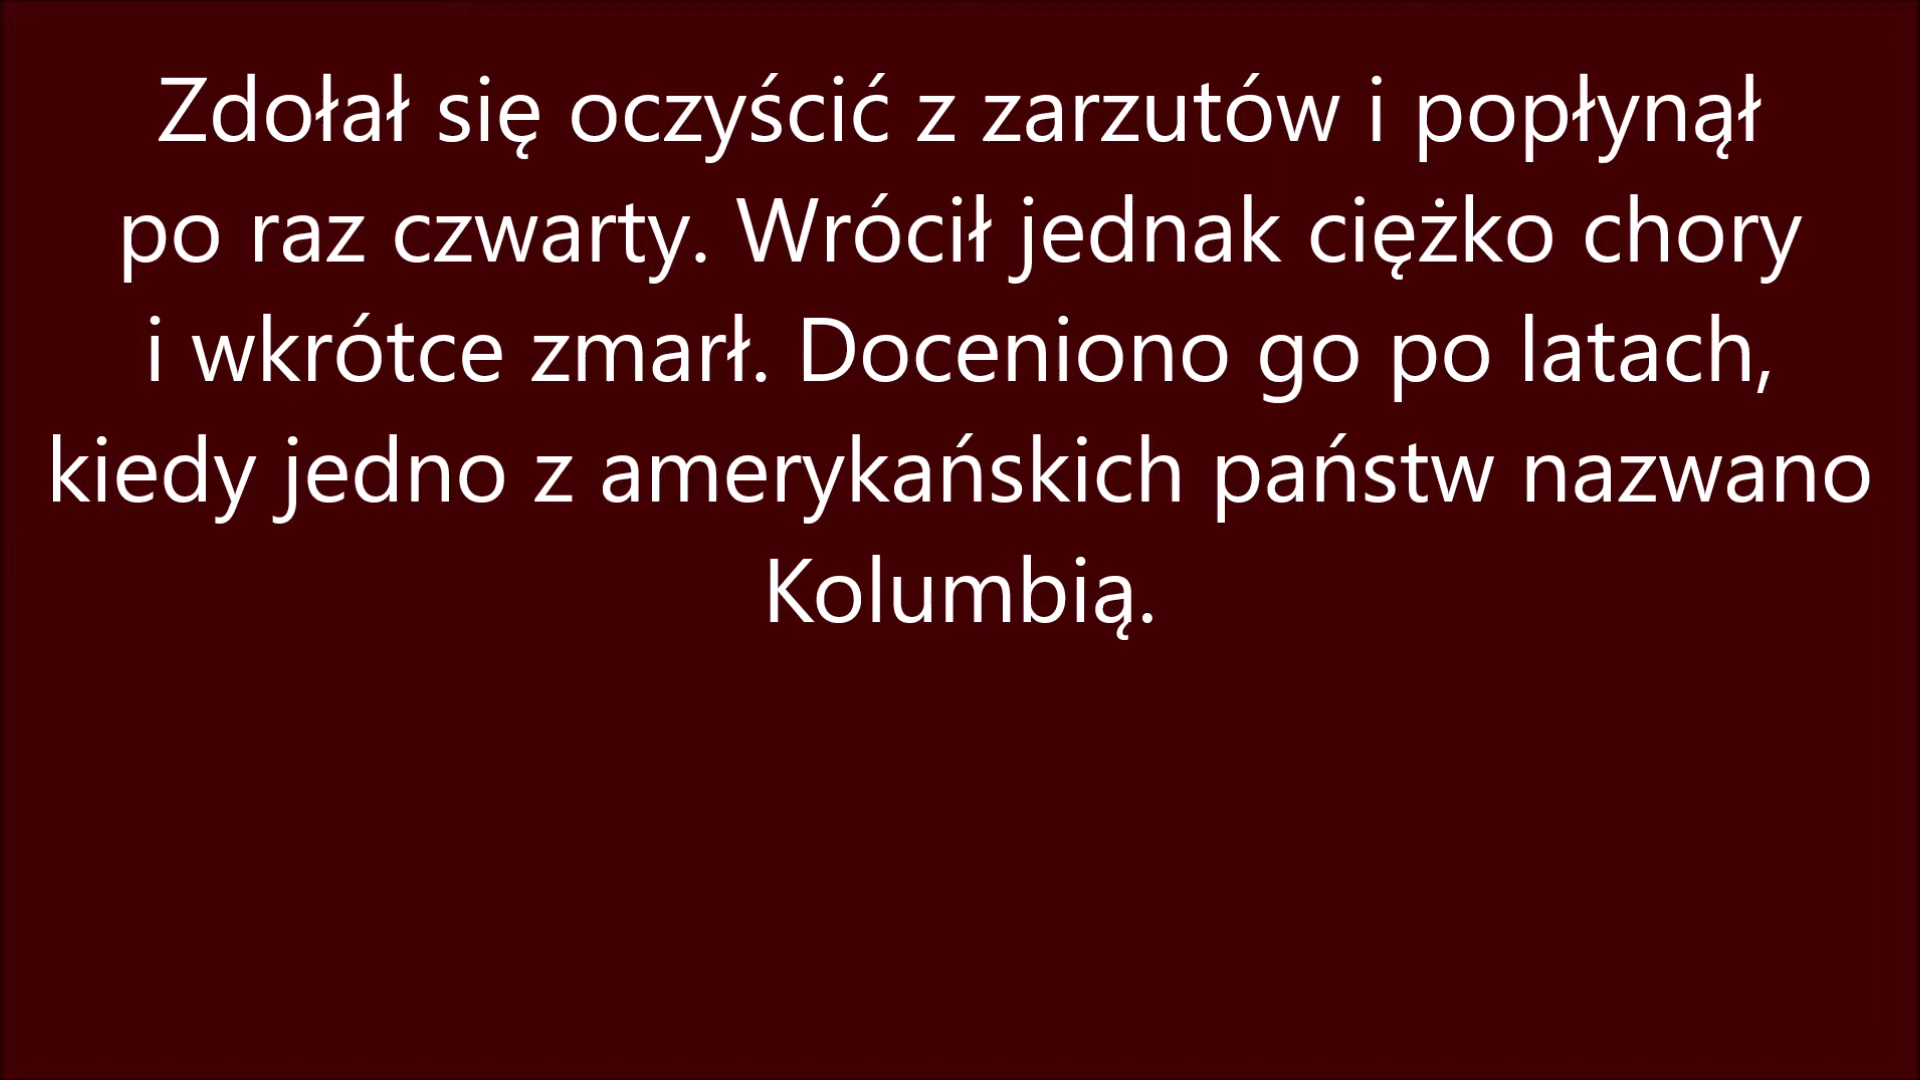 Zdołał się oczyścić z zarzutów i popłynął
po raz czwarty. Wrócił jednak ciężko chory
i wkrótce zmarł. Doceniono go po latach,
kiedy jedno z amerykańskich państw nazwano
Kolumbią.